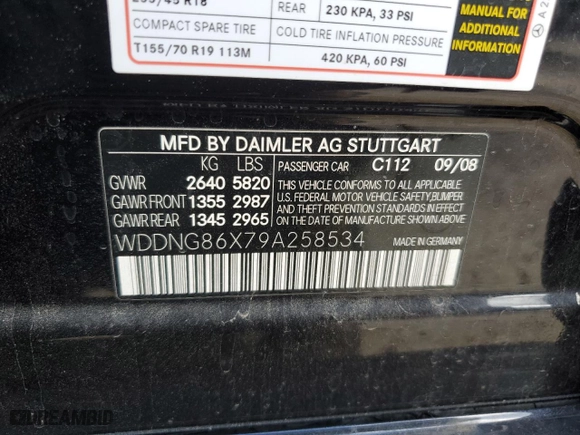 REAR 230 KPA, 33 PSI
COMPACT SPARE TIRE COLD TIRE INFLATION PRESSURE
T155/70 R19 113M 420 KPA, 60 PSI
MANUAL FOR
ADDITIONAL
INFORMATION
MFD BY DAIMLER AG STUTTGART
KG LBS PASSENGER CAR C112 09/08
GVWR 2640 5820
GAWR FRONT 1355 2987
GAWR REAR 1345 2965
THIS VEHICLE CONFORMS TO ALL APPLICABLE
U.S. FEDERAL MOTOR VEHICLE SAFETY,BUMPER
AND THEFT PREVENTION STANDARDS IN EFFECT
ON THE DATE OF MANUFACTURE SHOWN ABOVE.
WDDNG86X79A258534 MADE IN GERMANY
DREAMBID